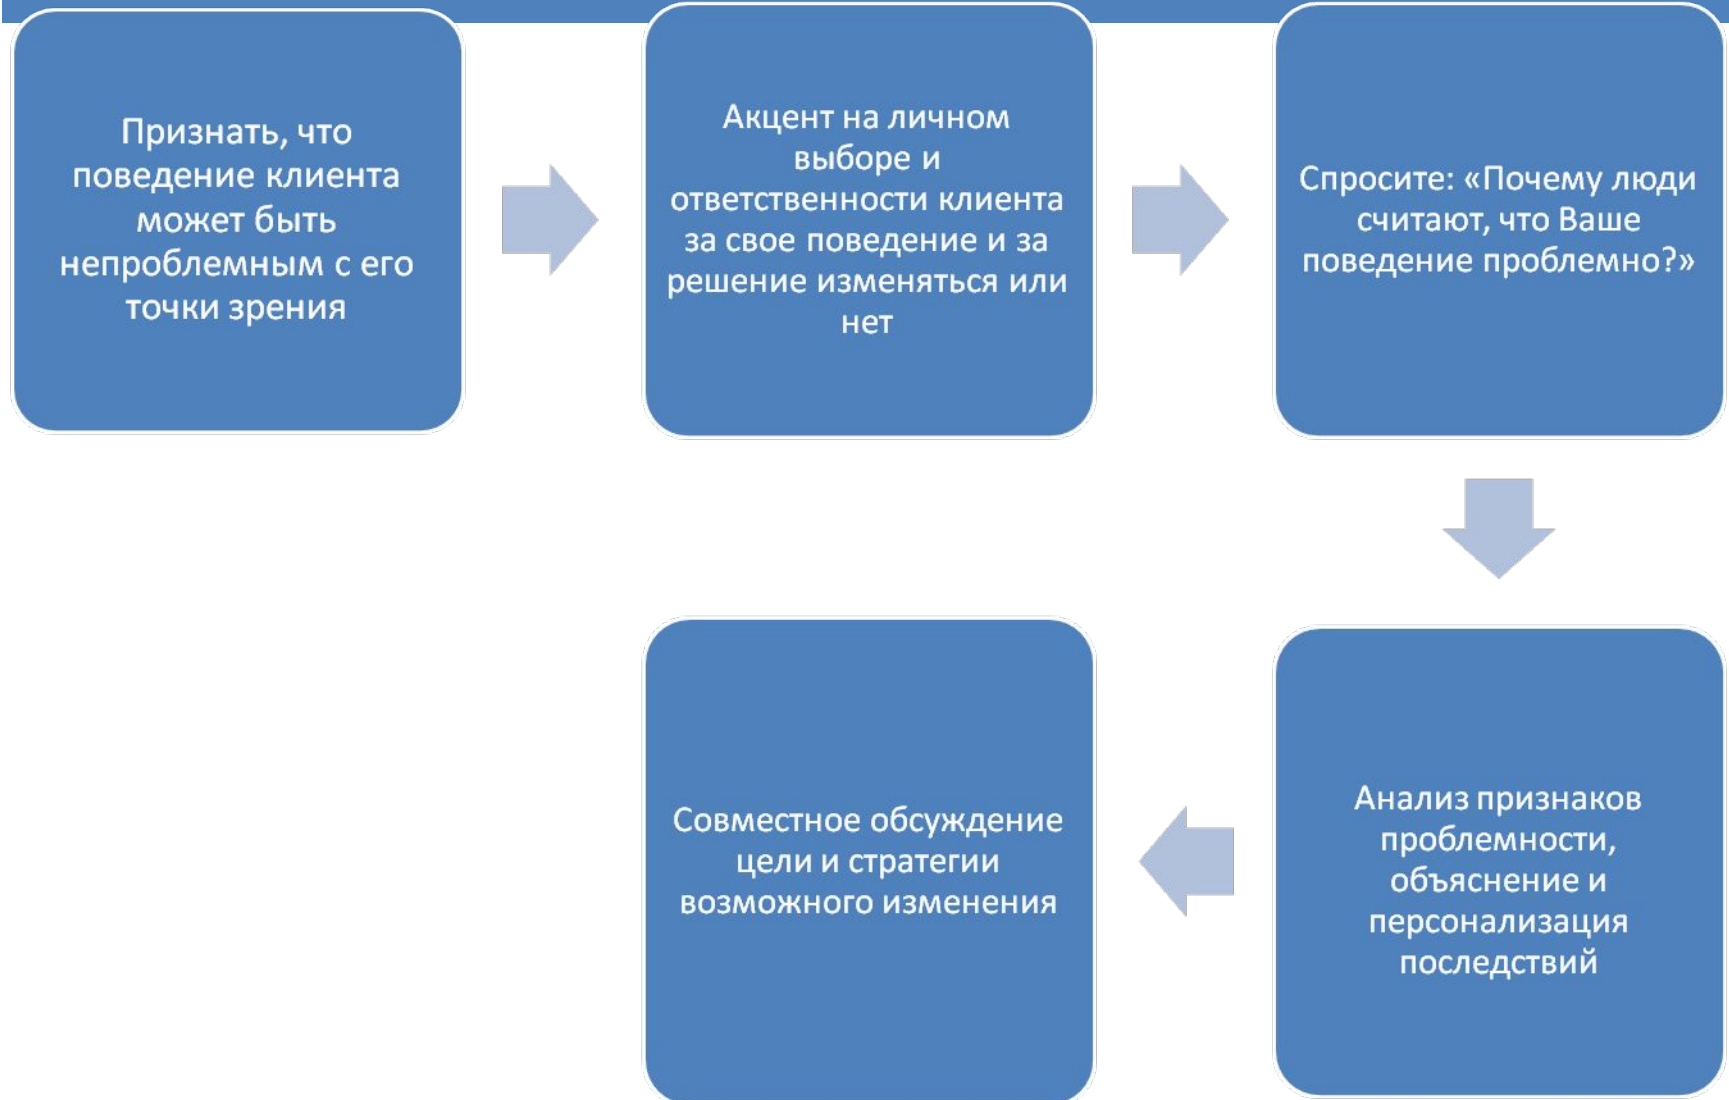 Признать, что
поведение клиента
может быть
непроблемным с его
точки зрения
Акцент на личном
выборе и
ответственности клиента
за свое поведение и за
решение изменяться или
нет
Спросите: «Почему люди
считают, что Ваше
поведение проблемно?»
Анализ признаков
проблемности,
объяснение и
персонализация
последствий
Совместное обсуждение
цели и стратегии
возможного изменения